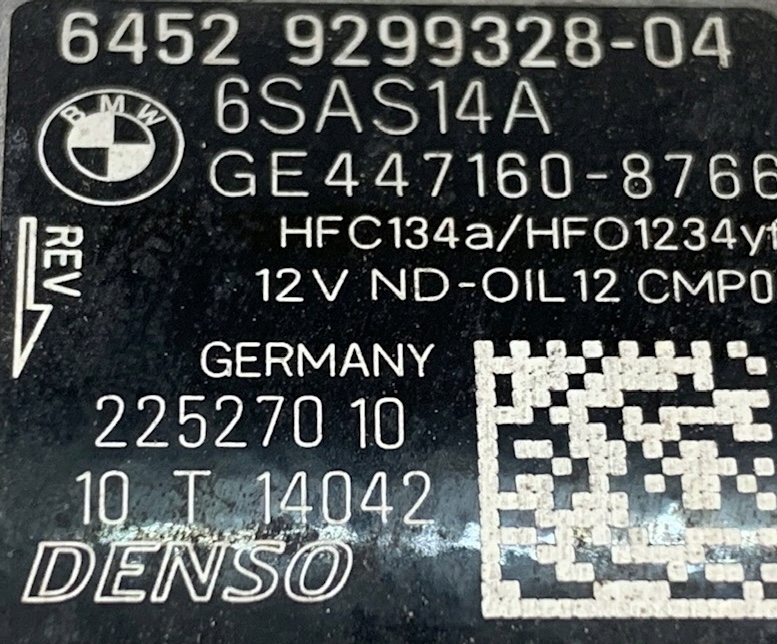 6452 9299328-04
BMW
6SAS14A
GE447160-8766
REV
HFC134a/HFO1234y
12V ND-OIL12 CMP0
GERMANY
225270 10
10 T 14042
DENSO